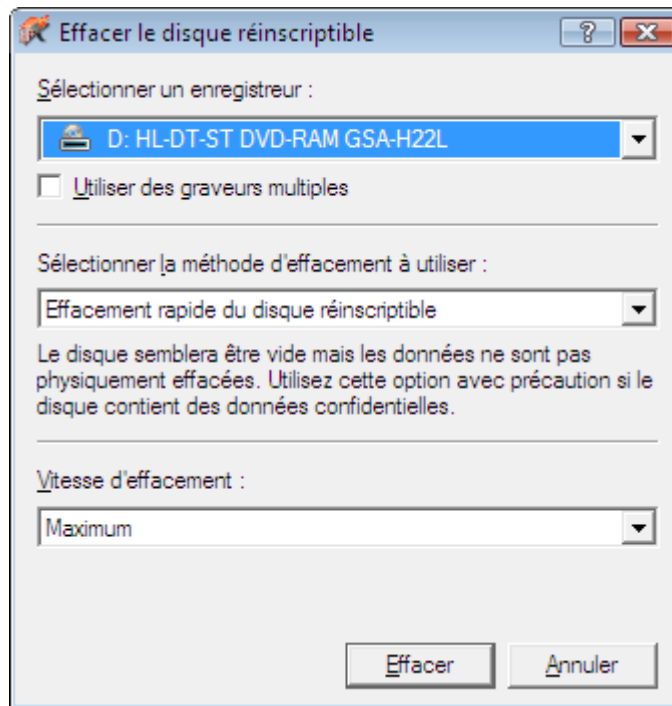 Effacer le disque réinscriptible
Sélectionner un enregistreur :
D: HL-DT-ST DVD-RAM GSA-H22L
Utiliser des graveurs multiples
Sélectionner la méthode d'effacement à utiliser :
Effacement rapide du disque réinscriptible
Le disque semblera être vide mais les données ne sont pas
physiquement effacées. Utilisez cette option avec précaution si le
disque contient des données confidentielles.
Vitesse d'effacement :
Maximum
Effacer Annuler